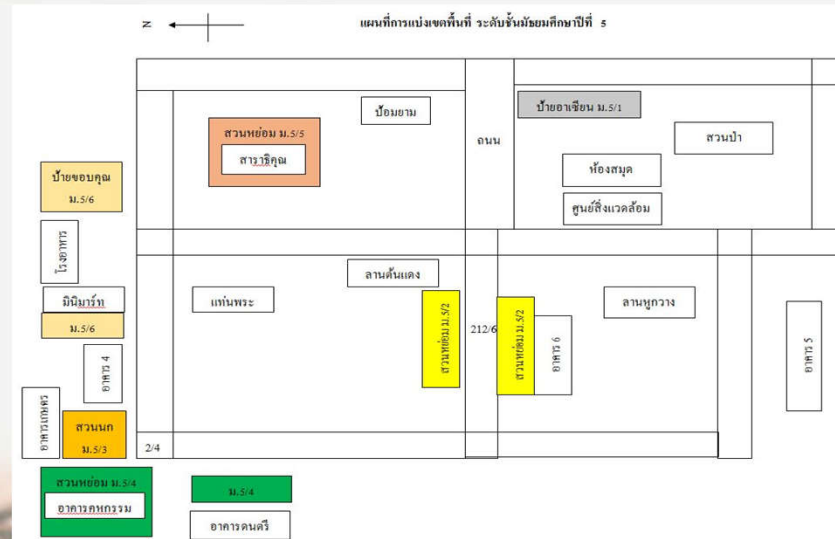 แผนที่การแบ่งเขตพื้นที่ ระดับชั้นมัธยมศึกษาปีที่ 5
N
ป้อมยาม
สวนหย่อม ม.5/5
สาราธิคุณ
ถนน
ป้ายอาเซียน ม.5/1
สวนป่า
ห้องสมุด
ศูนย์สิ่งแวดล้อม
ป้ายขอบคุณ
ม.5/6
โรงอาหาร
มินิมาร์ท
ม.5/6
อาคาร 4
แท่นพระ
ลานต้นแดง
สวนหย่อม ม.5/2
212/6
สวนหย่อม ม.5/2
อาคาร 6
ลานหูกวาง
อาคาร 5
อาคารเกษตร
สวนนก
ม.5/3
2/4
สวนหย่อม ม.5/4
อาคารคหกรรม
ม.5/4
อาคารดนตรี